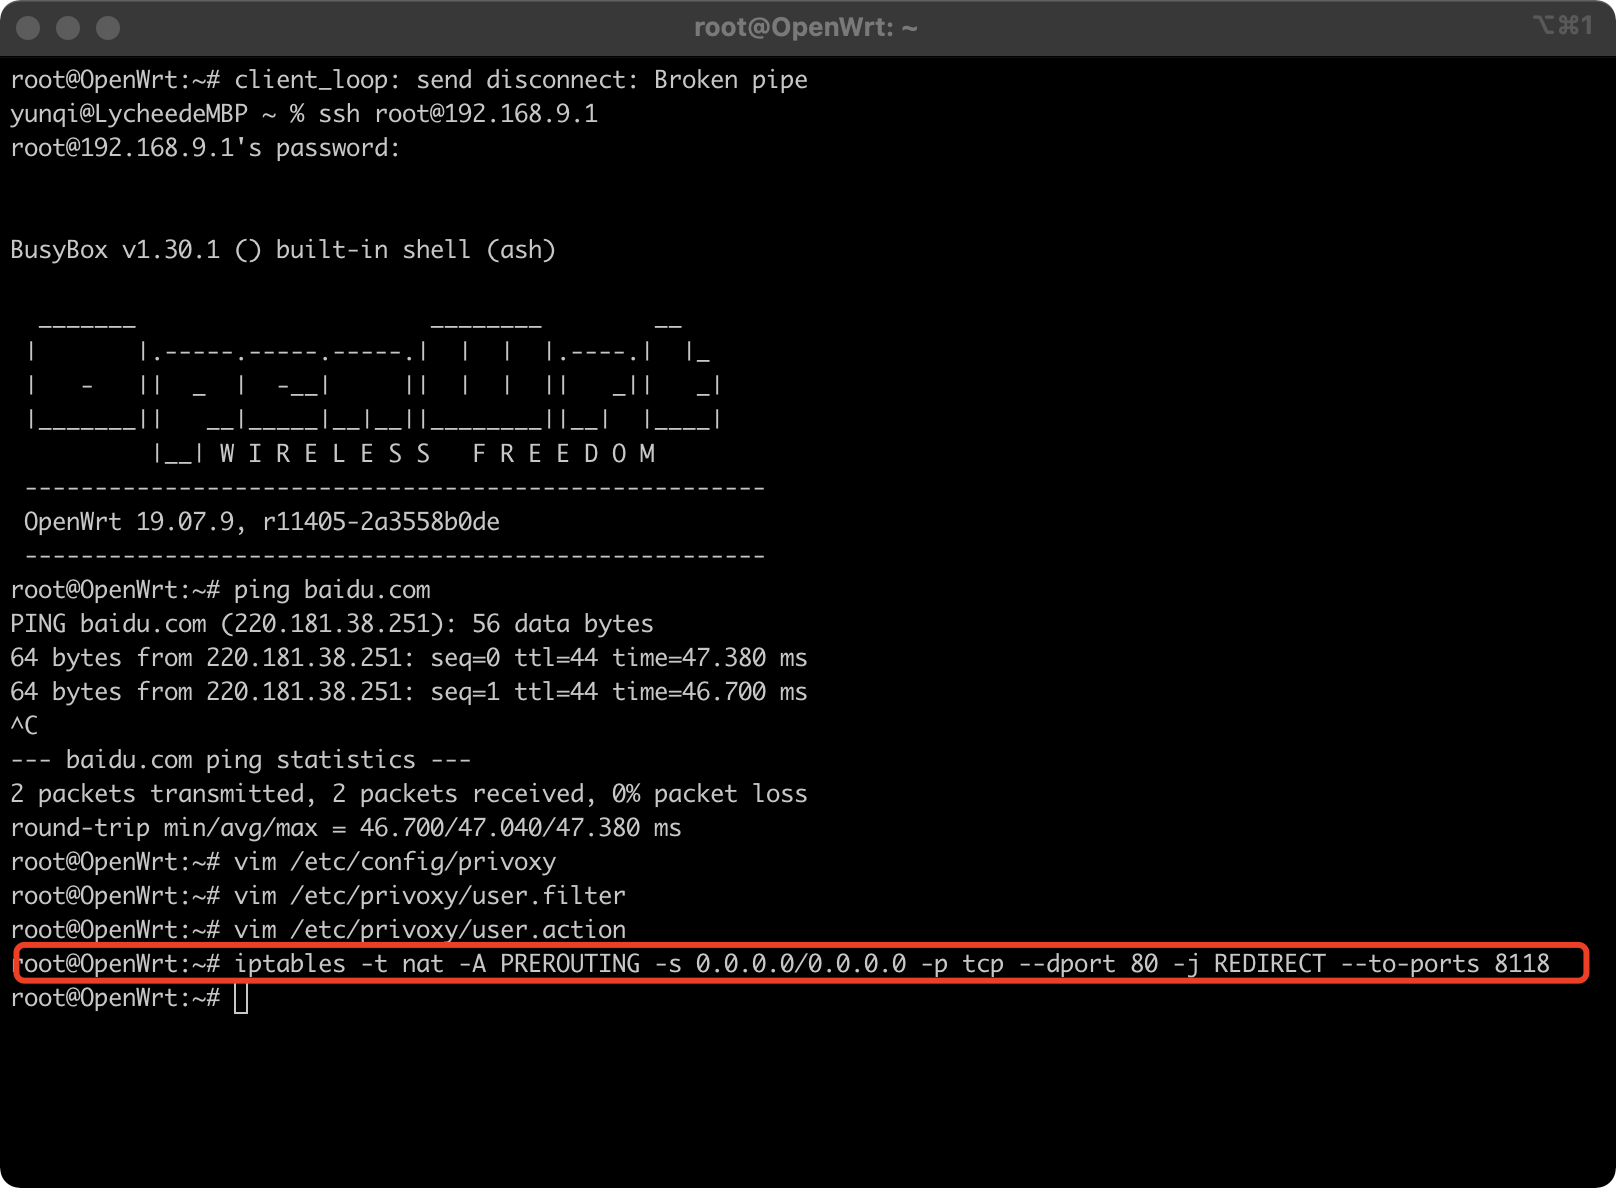 root@OpenWrt: ~
⌥⌘1
root@OpenWrt:~# client_loop: send disconnect: Broken pipe
yunqi@LycheedeMBP ~ % ssh root@192.168.9.1
root@192.168.9.1's password:
BusyBox v1.30.1 () built-in shell (ash)
  _______                     ________        __
 |       |.-----.-----.-----.|  |  |  |.----.|  |_
 |   -   ||  _  |  -__|     ||  |  |  ||   _||   _|
 |_______||   __|_____|__|__||________||__|  |____|
          |__| W I R E L E S S   F R E E D O M
 -----------------------------------------------------
 OpenWrt 19.07.9, r11405-2a3558b0de
 -----------------------------------------------------
root@OpenWrt:~# ping baidu.com
PING baidu.com (220.181.38.251): 56 data bytes
64 bytes from 220.181.38.251: seq=0 ttl=44 time=47.380 ms
64 bytes from 220.181.38.251: seq=1 ttl=44 time=46.700 ms
^C
--- baidu.com ping statistics ---
2 packets transmitted, 2 packets received, 0% packet loss
round-trip min/avg/max = 46.700/47.040/47.380 ms
root@OpenWrt:~# vim /etc/config/privoxy
root@OpenWrt:~# vim /etc/privoxy/user.filter
root@OpenWrt:~# vim /etc/privoxy/user.action
root@OpenWrt:~# iptables -t nat -A PREROUTING -s 0.0.0.0/0.0.0.0 -p tcp --dport 80 -j REDIRECT --to-ports 8118
root@OpenWrt:~#